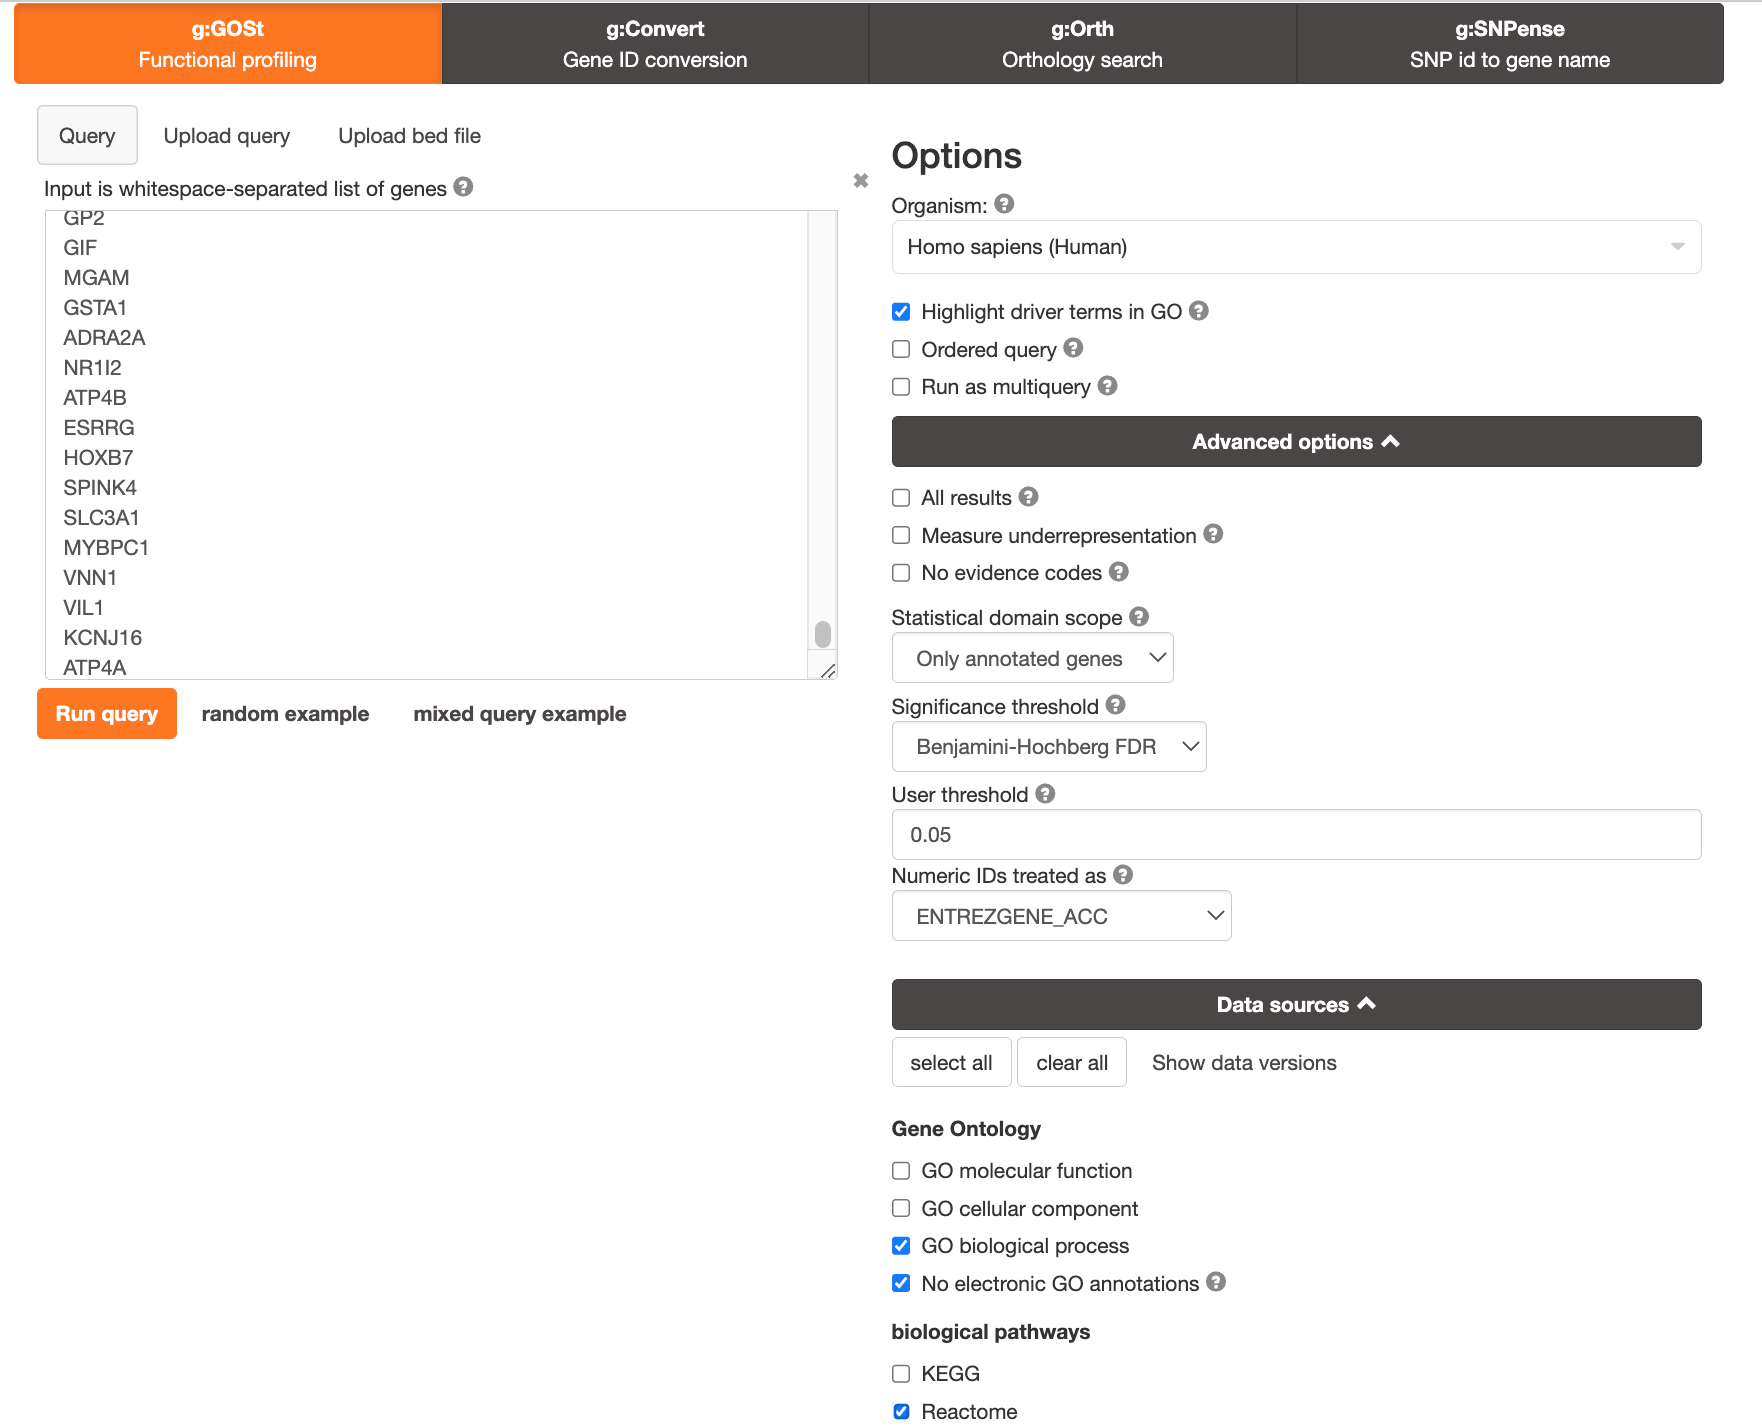 g:GOSt
Functional profiling
g:Convert
Gene ID conversion
g:Orth
Orthology search
g:SNPense
SNP id to gene name
Query
Upload query
Upload bed file
Input is whitespace-separated list of genes
GP2
GIF
MGAM
GSTA1
ADRA2A
NR1I2
ATP4B
ESRRG
HOXB7
SPINK4
SLC3A1
MYBPC1
VNN1
VIL1
KCNJ16
ATP4A
Run query
random example
mixed query example
Options
Organism:
Homo sapiens (Human)
Highlight driver terms in GO
Ordered query
Run as multiquery
Advanced options
All results
Measure underrepresentation
No evidence codes
Statistical domain scope
Only annotated genes
Significance threshold
Benjamini-Hochberg FDR
User threshold
0.05
Numeric IDs treated as
ENTREZGENE_ACC
Data sources
select all
clear all
Show data versions
Gene Ontology
GO molecular function
GO cellular component
GO biological process
No electronic GO annotations
biological pathways
KEGG
Reactome